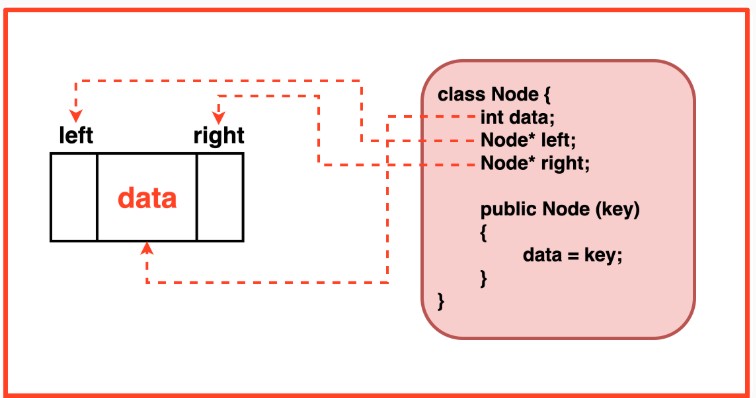 left right
data
class Node {
int data;
Node* left;
Node* right;
public Node (key)
{
data = key;
}
}